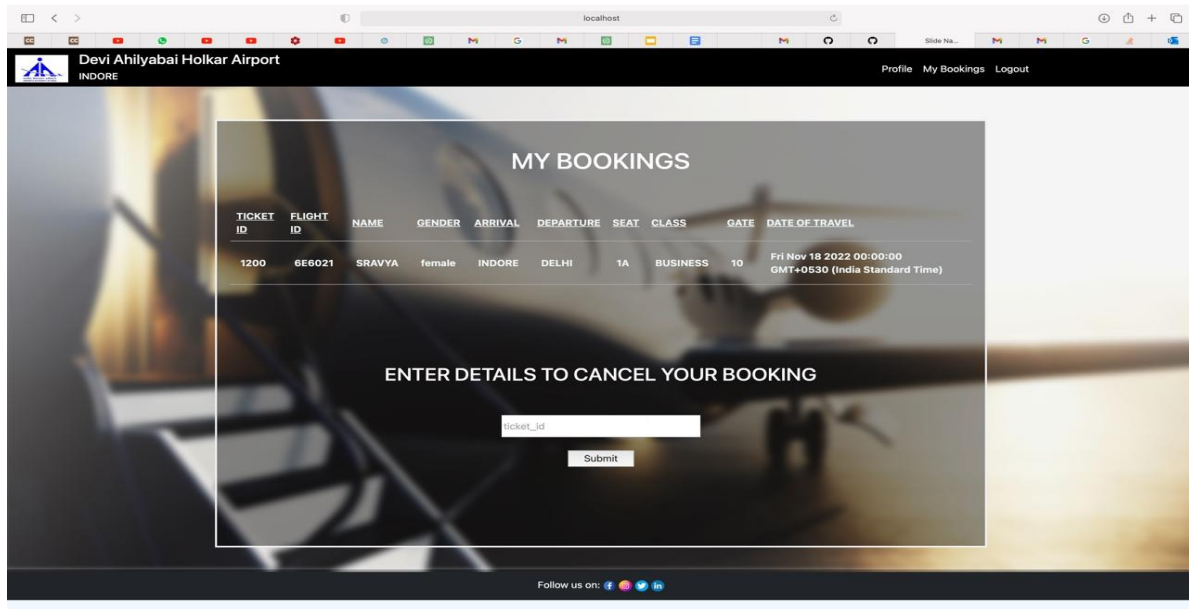 localhost
Slide Na...
Devi Ahilyabai Holkar Airport
INDORE
Profile My Bookings Logout
MY BOOKINGS
TICKET ID FLIGHT ID NAME GENDER ARRIVAL DEPARTURE SEAT CLASS GATE DATE OF TRAVEL
1200 6E6021 SRAVYA female INDORE DELHI 1A BUSINESS 10 Fri Nov 18 2022 00:00:00
GMT+0530 (India Standard Time)
ENTER DETAILS TO CANCEL YOUR BOOKING
ticket_id
Submit
Follow us on: